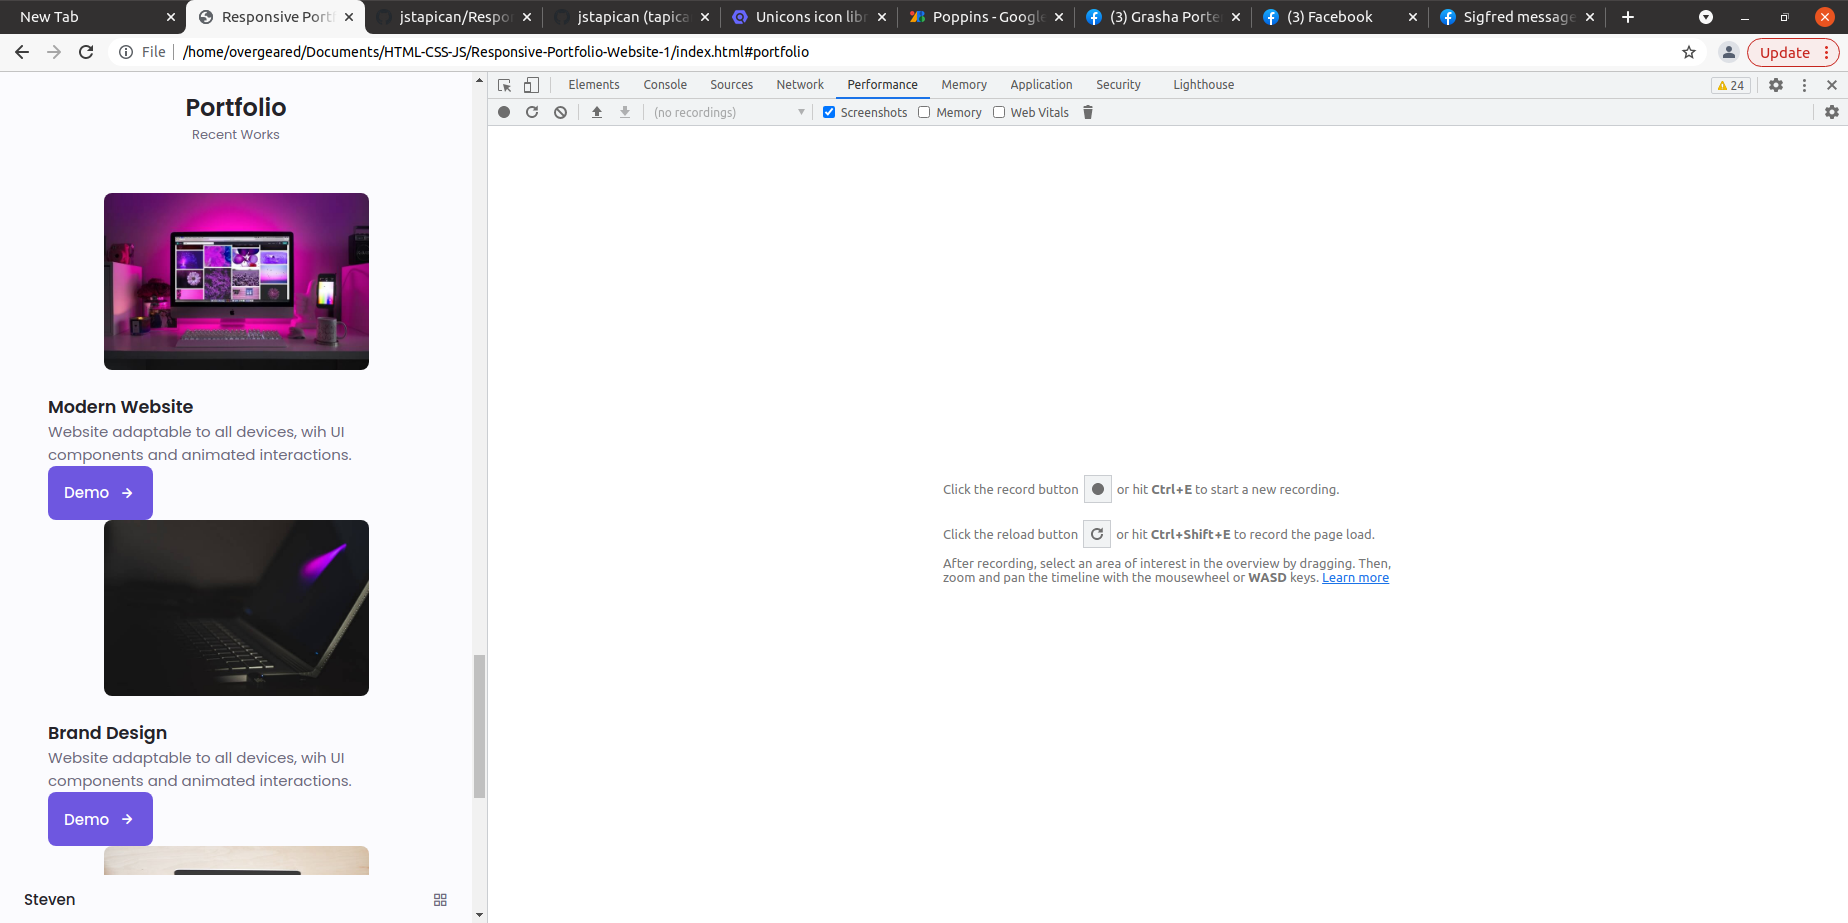 New Tab
Responsive Portf
jstapican/Respor
jstapican (tapica
Unicons icon libr
Poppins - Google
(3) Grasha Porte
(3) Facebook
Sigfred message
File
/home/overgeared/Documents/HTML-CSS-JS/Responsive-Portfolio-Website-1/index.html#portfolio
Update
Elements
Console
Sources
Network
Performance
Memory
Application
Security
Lighthouse
24
(no recordings)
Screenshots
Memory
Web Vitals
Portfolio
Recent Works
Modern Website
Website adaptable to all devices, wih UI
components and animated interactions.
Demo
Brand Design
Website adaptable to all devices, wih UI
components and animated interactions.
Demo
Steven
Click the record button or hit Ctrl+E to start a new recording.
Click the reload button or hit Ctrl+Shift+E to record the page load.
After recording, select an area of interest in the overview by dragging. Then,
zoom and pan the timeline with the mousewheel or WASD keys. Learn more